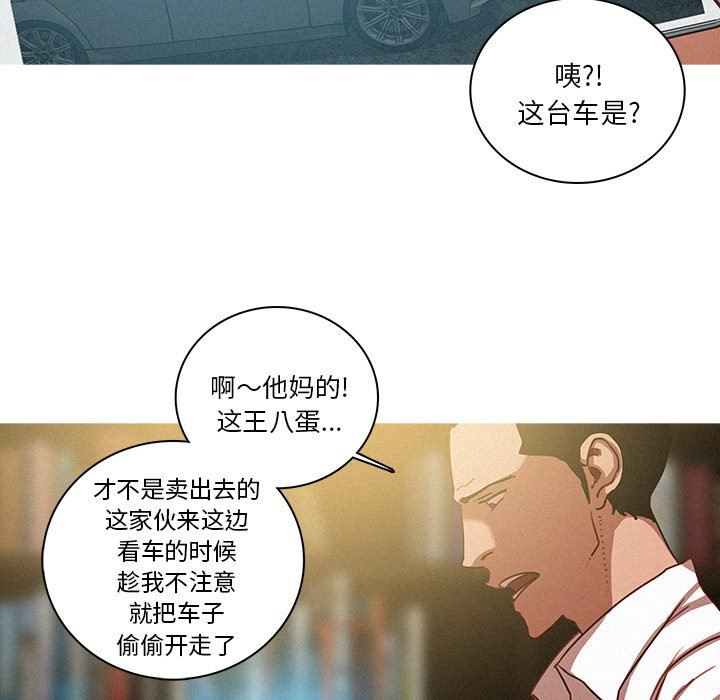 咦?!
这台车是?
啊～他妈的!
这王八蛋...
才不是卖出去的
这家伙来这边
看车的时候
趁我不注意
就把车子
偷偷开走了